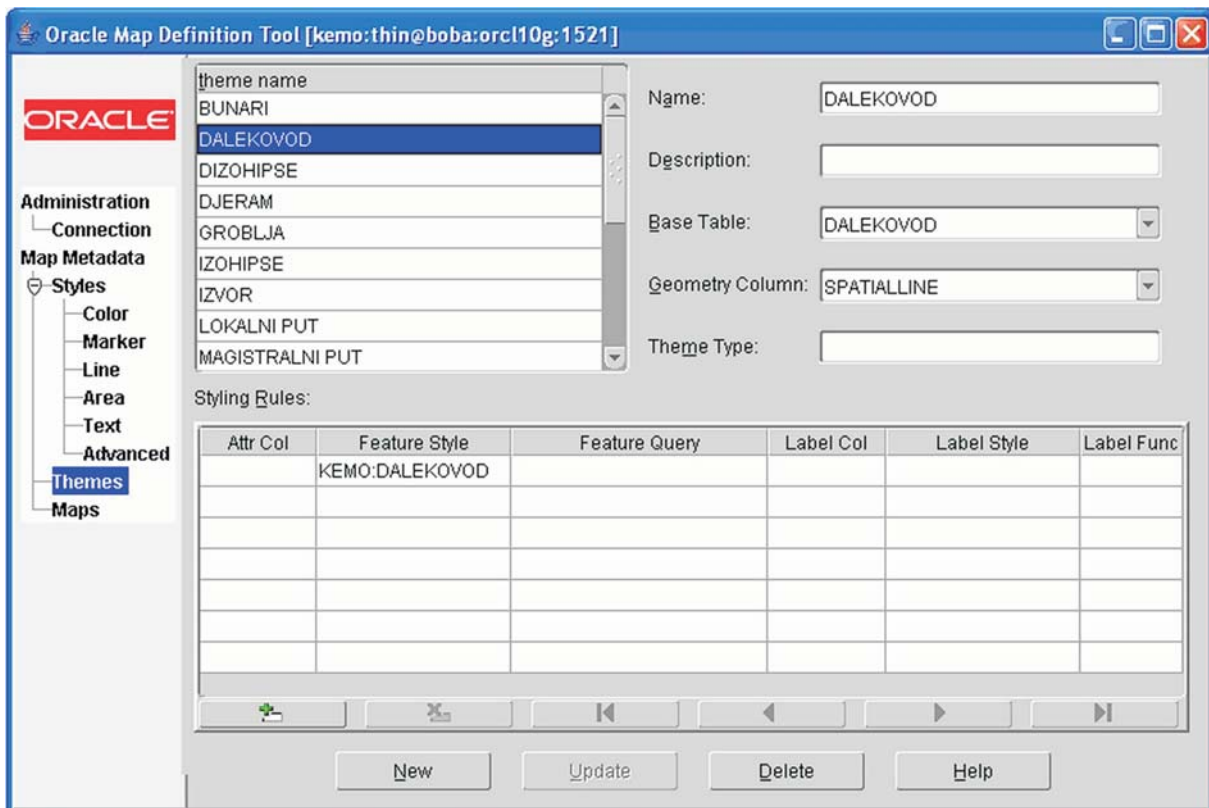 Oracle Map Definition Tool [kemo:thin@boba:orcl10g:1521]
ORACLE
Administration
Connection
Map Metadata
Styles
Color
Marker
Line
Area
Text
Advanced
Themes
Maps
theme name
BUNARI
DALEKOVOD
DIZOHIPSE
DJERAM
GROBLJA
IZOHIPSE
IZVOR
LOKALNI PUT
MAGISTRALNI PUT
Name: DALEKOVOD
Description:
Base Table: DALEKOVOD
Geometry Column: SPATIALLINE
Theme Type:
Styling Rules:
Attr Col Feature Style Feature Query Label Col Label Style Label Func
KEMO:DALEKOVOD
New Update Delete Help